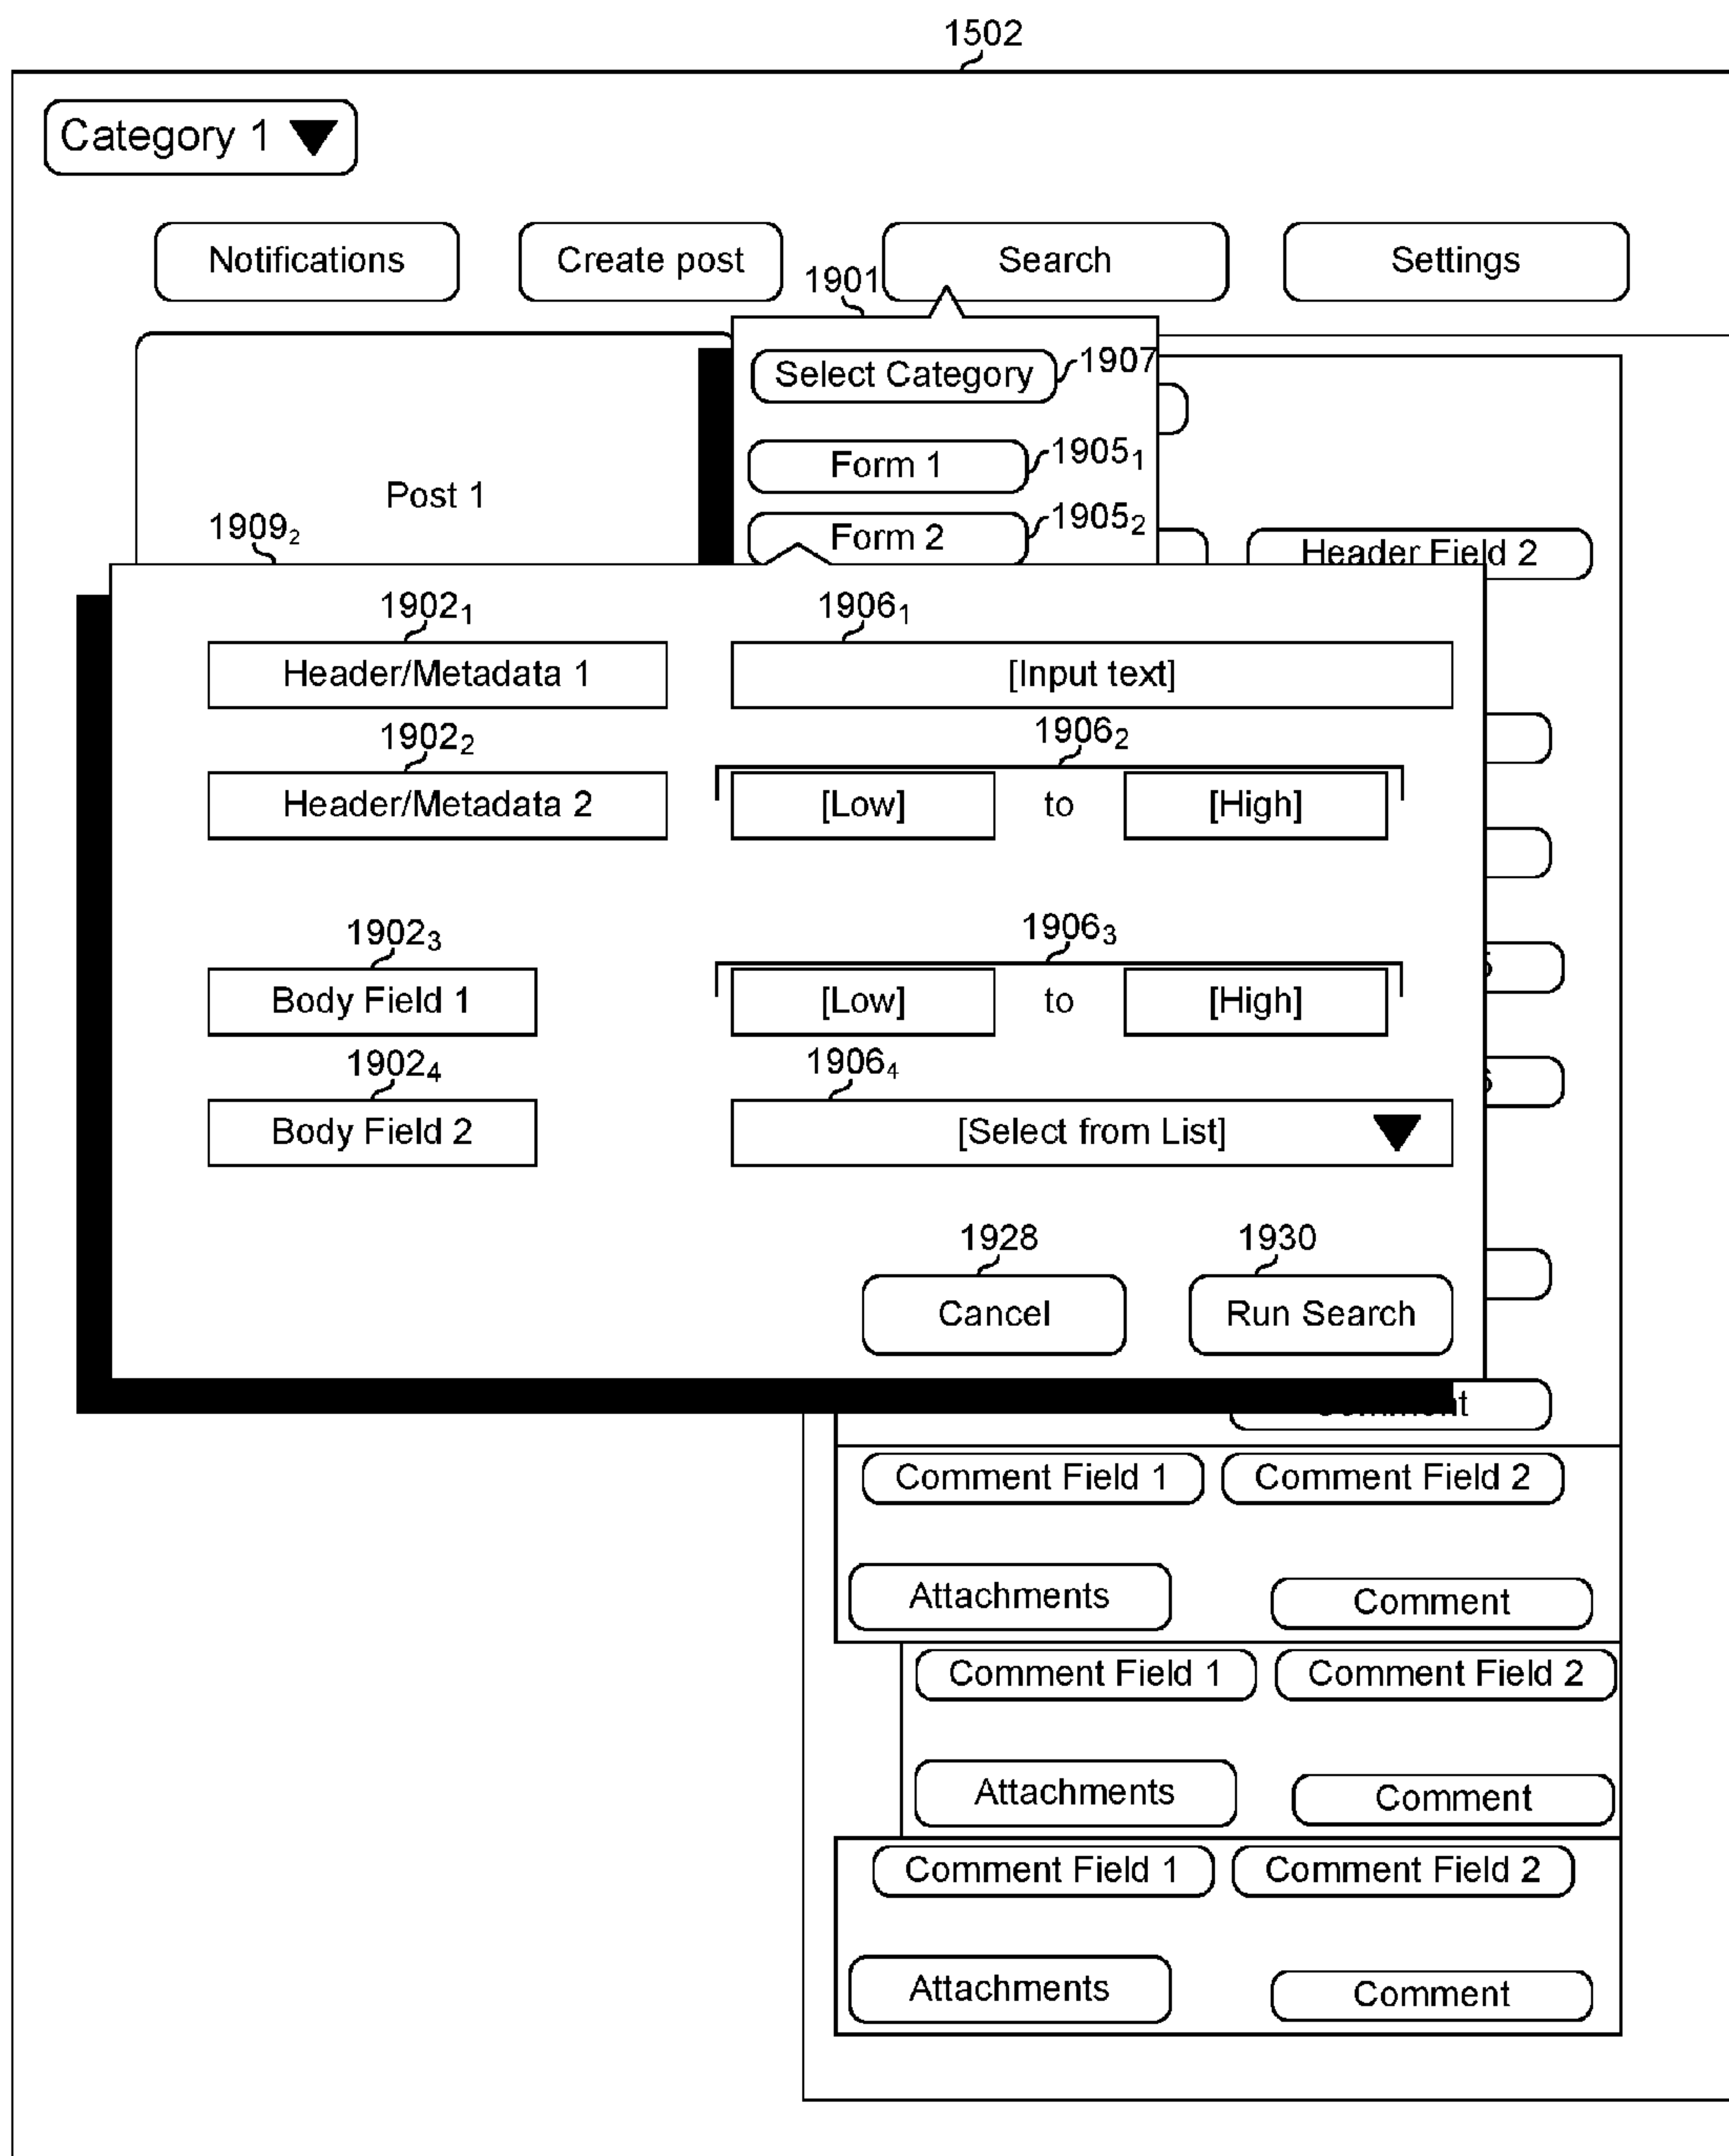 1502
Category 1
Notifications Create post Search Settings
1901
Select Category 1907
Form 1 1905₁
Post 1
Form 2 1905₂
1909₂
Header Field 2
1902₁ 1906₁
Header/Metadata 1 [Input text]
1902₂ 1906₂
Header/Metadata 2 [Low] to [High]
1902₃ 1906₃
Body Field 1 [Low] to [High]
1902₄ 1906₄
Body Field 2 [Select from List]
1928 1930
Cancel Run Search
Comment
Comment Field 1 Comment Field 2
Attachments Comment
Comment Field 1 Comment Field 2
Attachments Comment
Comment Field 1 Comment Field 2
Attachments Comment